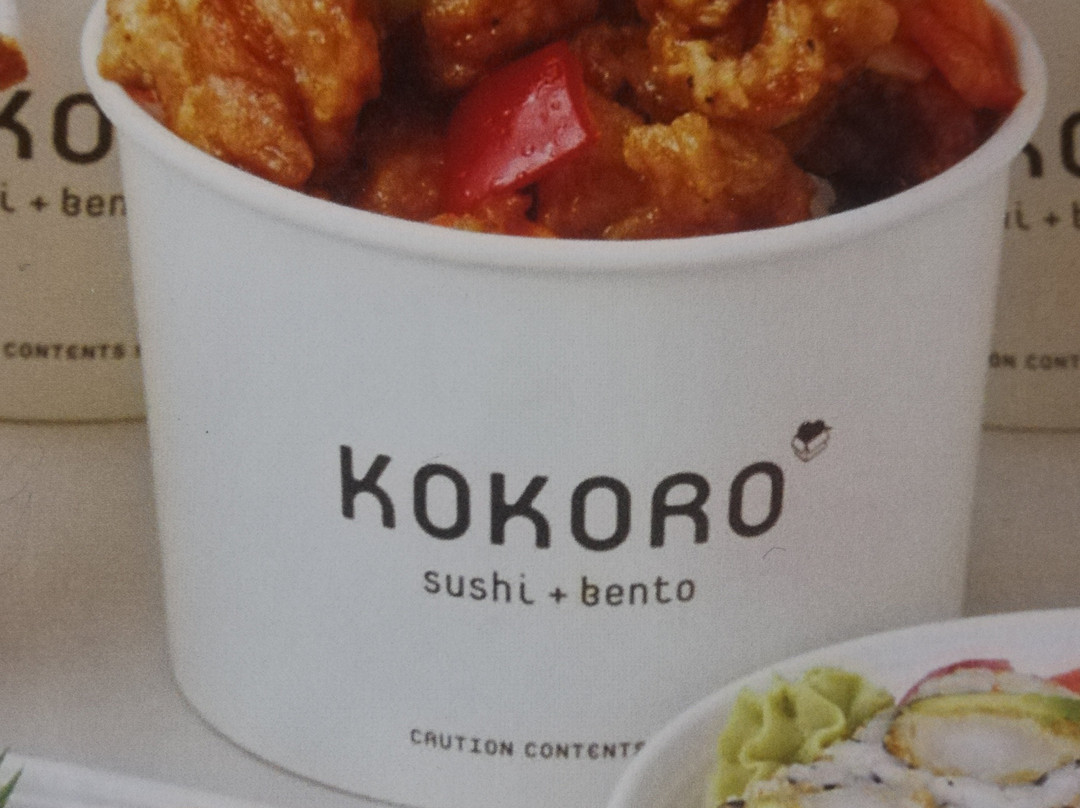 KOKORO
sushi + bento
CAUTION CONTENTS
KO
i + ben
CONTENTS
ON CONT